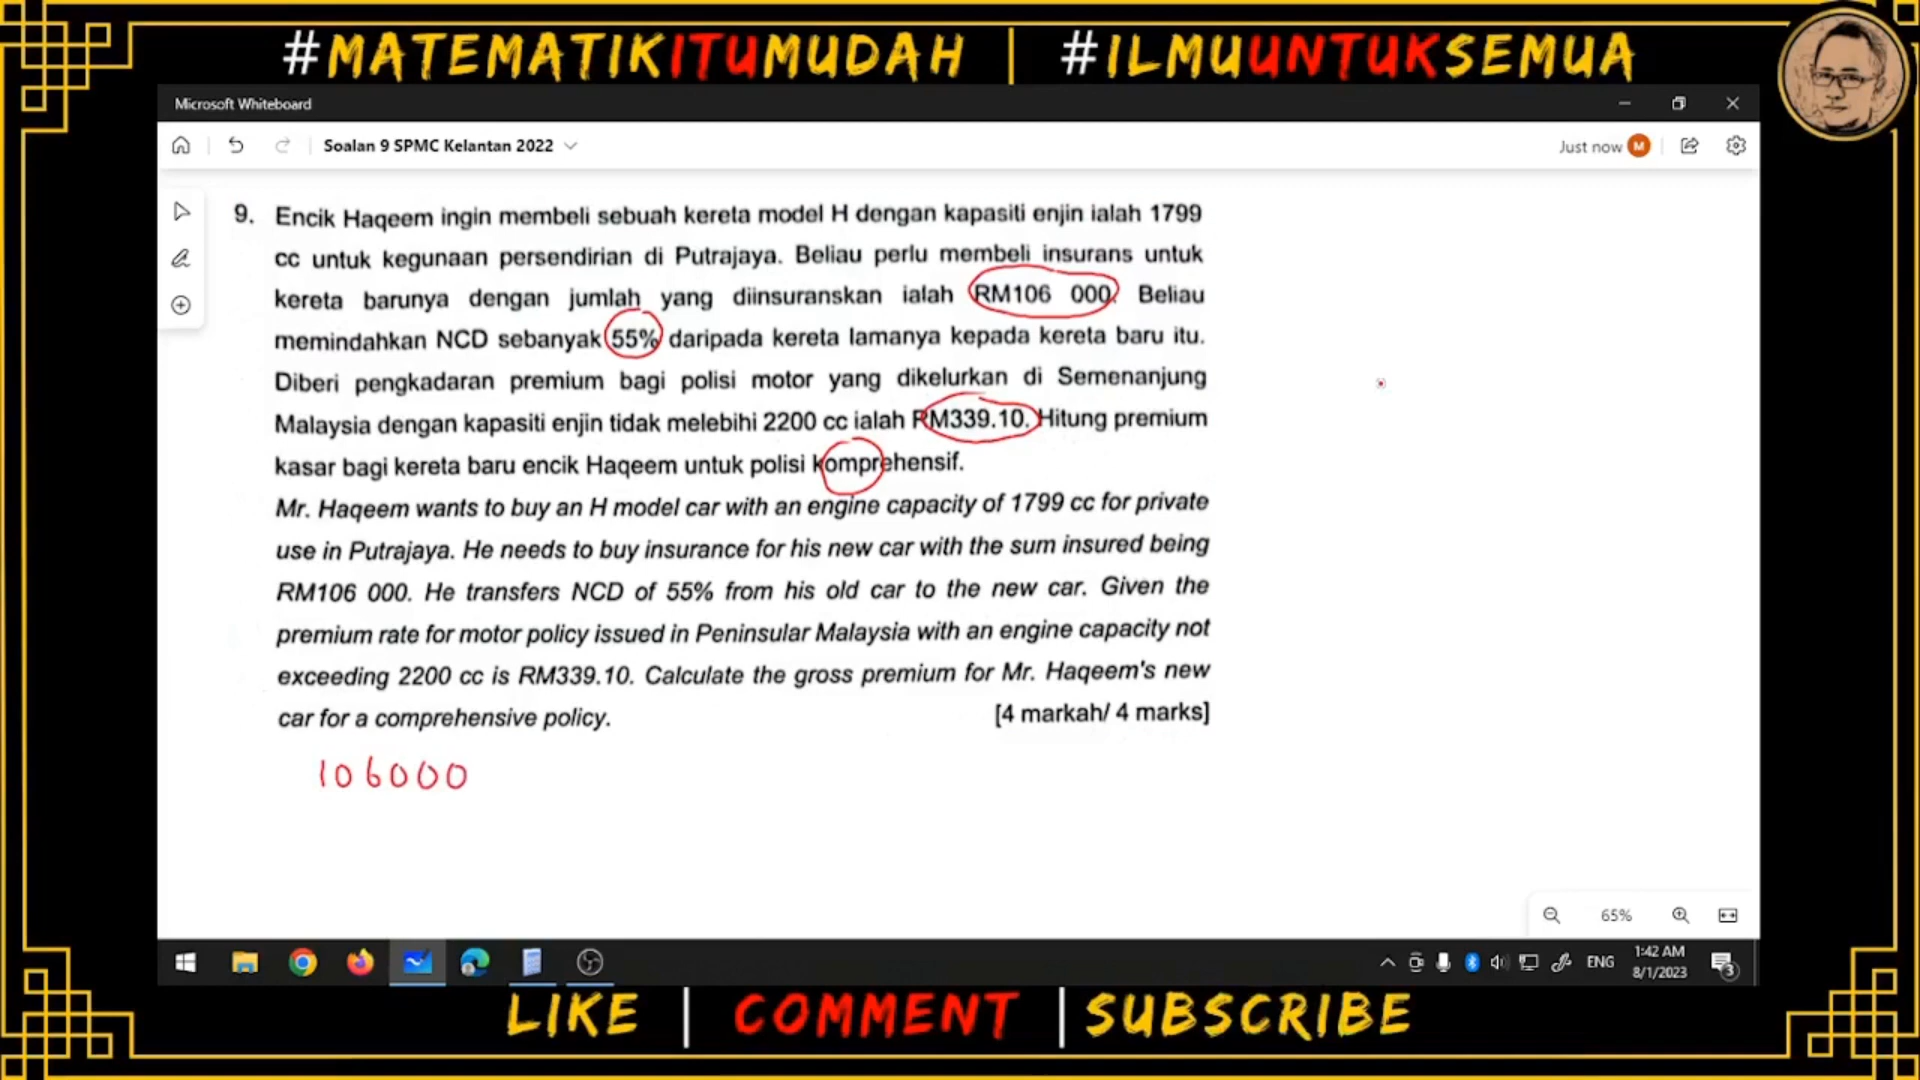 #MATEMATIKITUMUDAH | #ILMUUNTUKSEMUA
Microsoft Whiteboard
Soalan 9 SPMC Kelantan 2022
Just now M
9. Encik Haqeem ingin membeli sebuah kereta model H dengan kapasiti enjin ialah 1799
cc untuk kegunaan persendirian di Putrajaya. Beliau perlu membeli insurans untuk
kereta barunya dengan jumlah yang diinsuranskan ialah RM106 000. Beliau
memindahkan NCD sebanyak 55% daripada kereta lamanya kepada kereta baru itu.
Diberi pengkadaran premium bagi polisi motor yang dikelurkan di Semenanjung
Malaysia dengan kapasiti enjin tidak melebihi 2200 cc ialah RM339.10. Hitung premium
kasar bagi kereta baru encik Haqeem untuk polisi komprehensif.
Mr. Haqeem wants to buy an H model car with an engine capacity of 1799 cc for private
use in Putrajaya. He needs to buy insurance for his new car with the sum insured being
RM106 000. He transfers NCD of 55% from his old car to the new car. Given the
premium rate for motor policy issued in Peninsular Malaysia with an engine capacity not
exceeding 2200 cc is RM339.10. Calculate the gross premium for Mr. Haqeem's new
car for a comprehensive policy.
[4 markah/ 4 marks]
106000
65%
ENG
1:42 AM
8/1/2023
3
LIKE | COMMENT | SUBSCRIBE